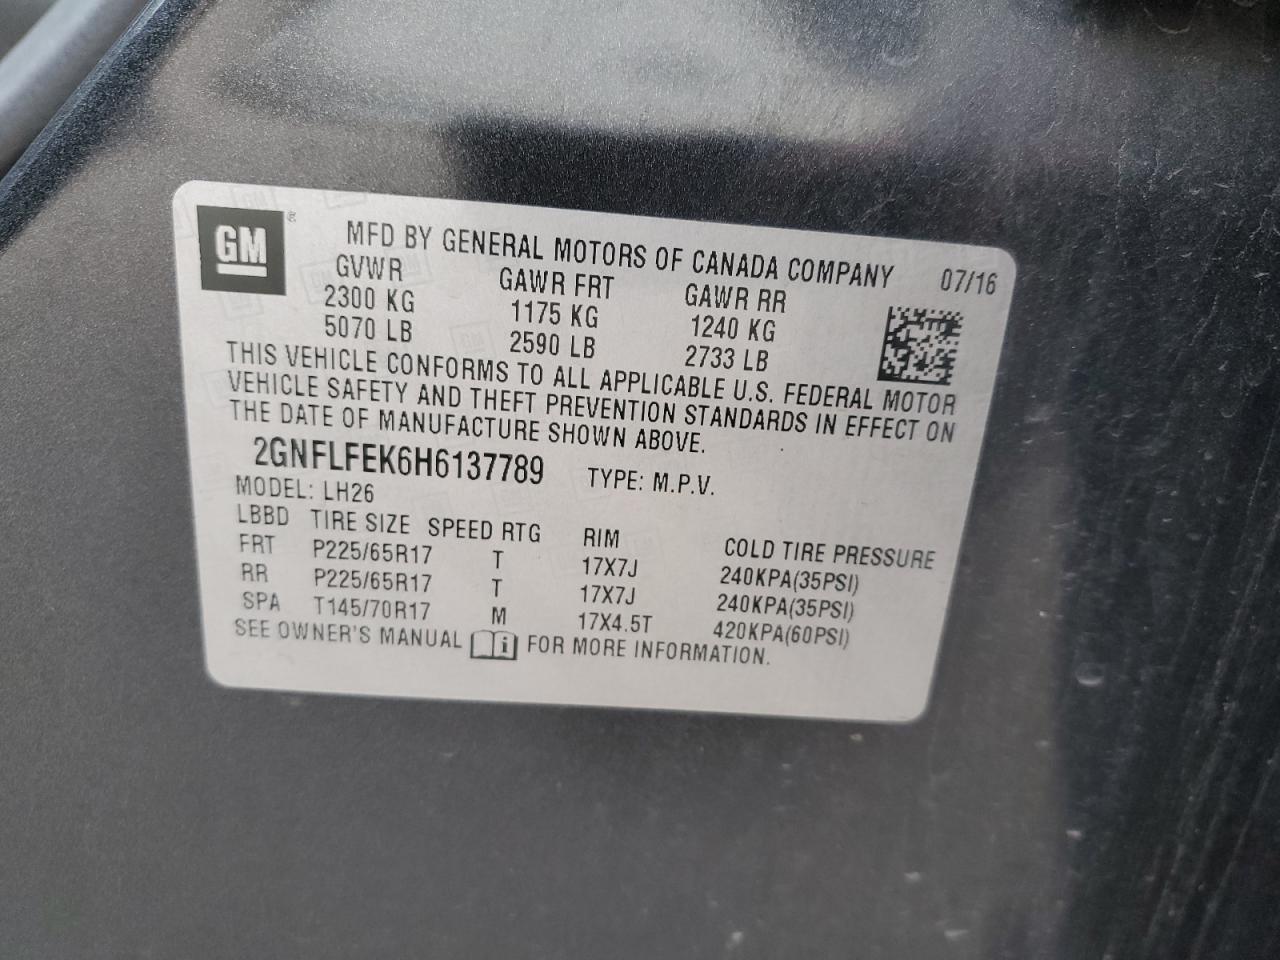 GM ® MFD BY GENERAL MOTORS OF CANADA COMPANY 07/16
GVWR GAWR FRT GAWR RR
2300 KG 1175 KG 1240 KG
5070 LB 2590 LB 2733 LB
THIS VEHICLE CONFORMS TO ALL APPLICABLE U.S. FEDERAL MOTOR
VEHICLE SAFETY AND THEFT PREVENTION STANDARDS IN EFFECT ON
THE DATE OF MANUFACTURE SHOWN ABOVE.
2GNFLFEK6H6137789 TYPE: M.P.V.
MODEL: LH26
LBBD TIRE SIZE SPEED RTG RIM COLD TIRE PRESSURE
FRT P225/65R17 T 17X7J 240KPA(35PSI)
RR P225/65R17 T 17X7J 240KPA(35PSI)
SPA T145/70R17 M 17X4.5T 420KPA(60PSI)
SEE OWNER'S MANUAL i FOR MORE INFORMATION.